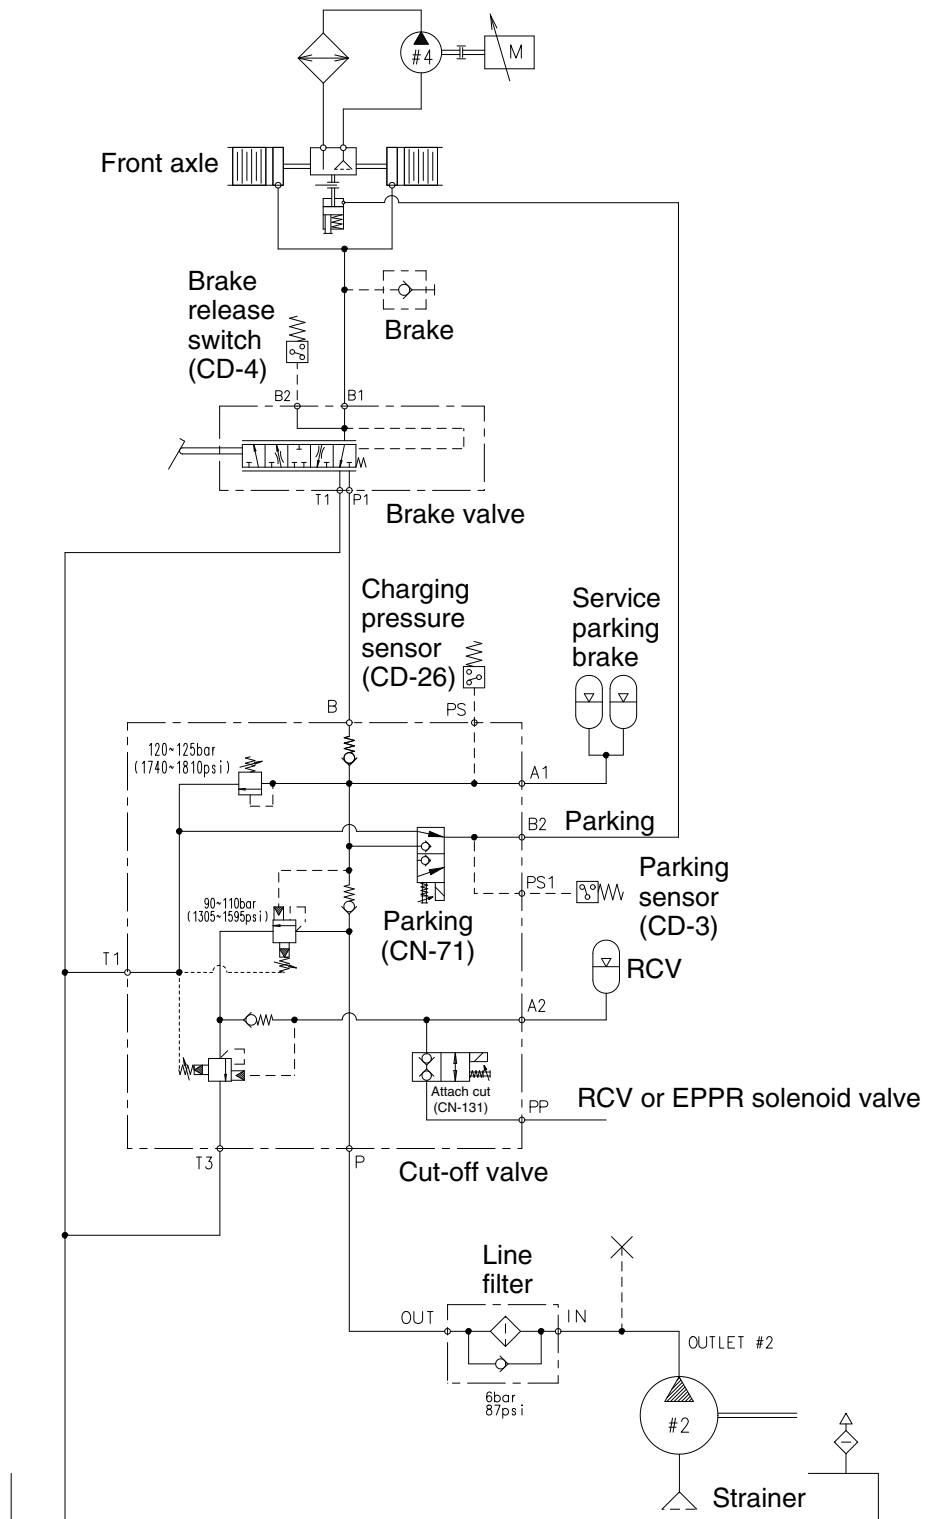 #4
M
Front axle
Brake
release
switch
(CD-4)
Brake
B2
B1
T1
P1
Brake valve
Charging
pressure
sensor
(CD-26)
Service
parking
brake
B
PS
120~125bar
(1740~1810psi)
A1
B2
Parking
PS1
Parking
sensor
(CD-3)
90~110bar
(1305~1595psi)
Parking
(CN-71)
T1
RCV
A2
Attach cut
(CN-131)
PP
RCV or EPPR solenoid valve
T3
P
Cut-off valve
Line
filter
OUT
IN
OUTLET #2
6bar
87psi
#2
Strainer